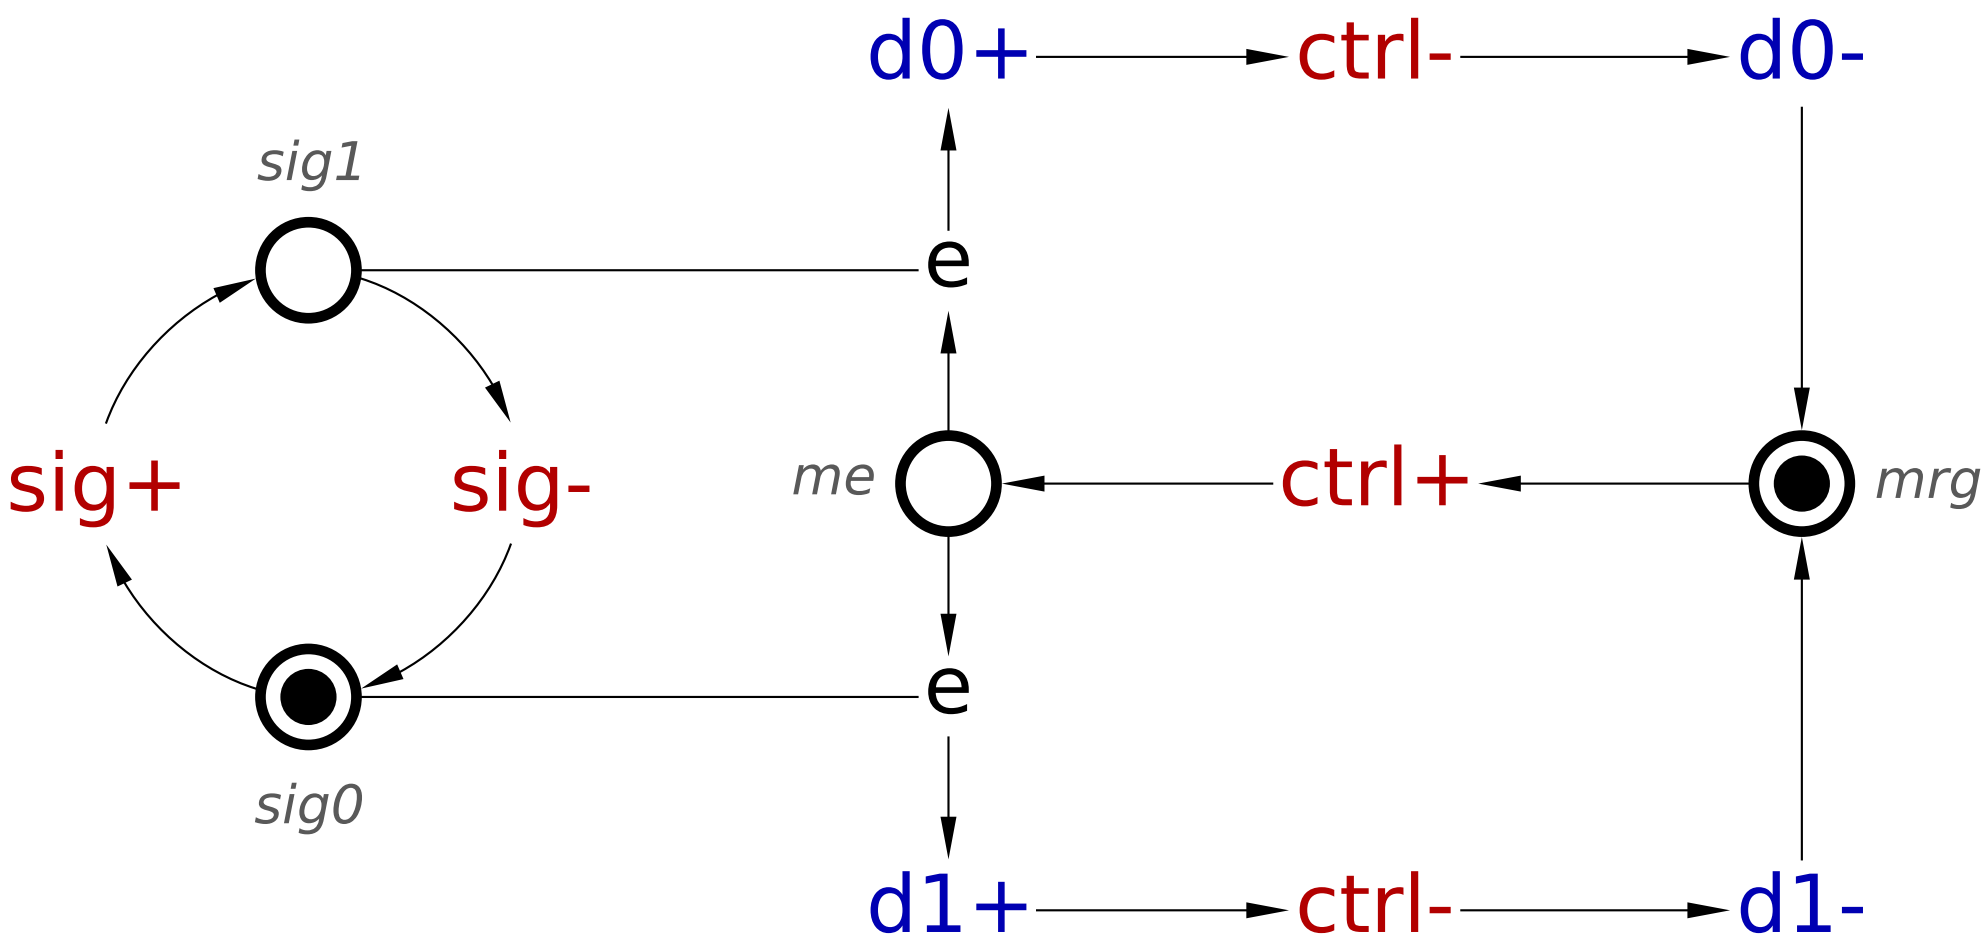 d0+ ctrl- d0-
sig1
e
sig+ sig- me ctrl+ mrg
e
sig0
d1+ ctrl- d1-